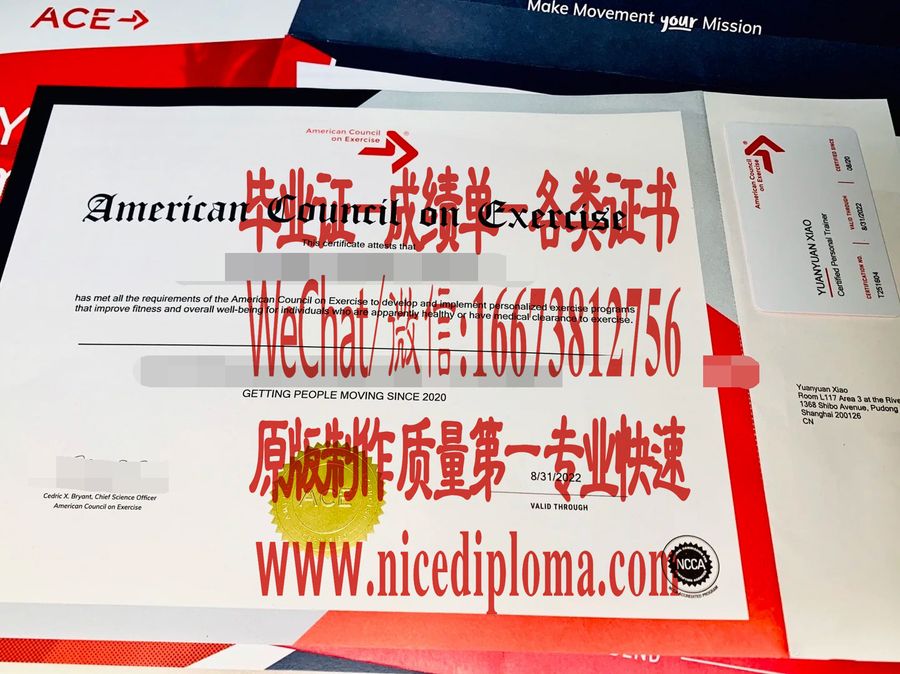 ACE
Make Movement your Mission
American Council
on Exercise
American Council on Exercise
This certificate attests that
has met all the requirements of the American Council on Exercise to develop and implement personalized exercise programs
that improve fitness and overall well-being for individuals who are apparently healthy or have medical clearance to exercise.
GETTING PEOPLE MOVING SINCE 2020
Cedric X. Bryant, Chief Science Officer
American Council on Exercise
ACE
8/31/2022
VALID THROUGH
NCCA
毕业证—成绩单—各类证书
WeChat/微信:16673812756
原版制作质量第一专业快速
www.nicediploma.com
American Council
on Exercise
YUANYUAN XIAO
Certified Personal Trainer
CERTIFICATION NO.
T251604
VALID THROUGH
8/31/2022
CERTIFIED SINCE
08/20
Yuanyuan Xiao
Room L117 Area 3 at the Rive
1368 Shibo Avenue, Pudong
Shanghai 200126
CN